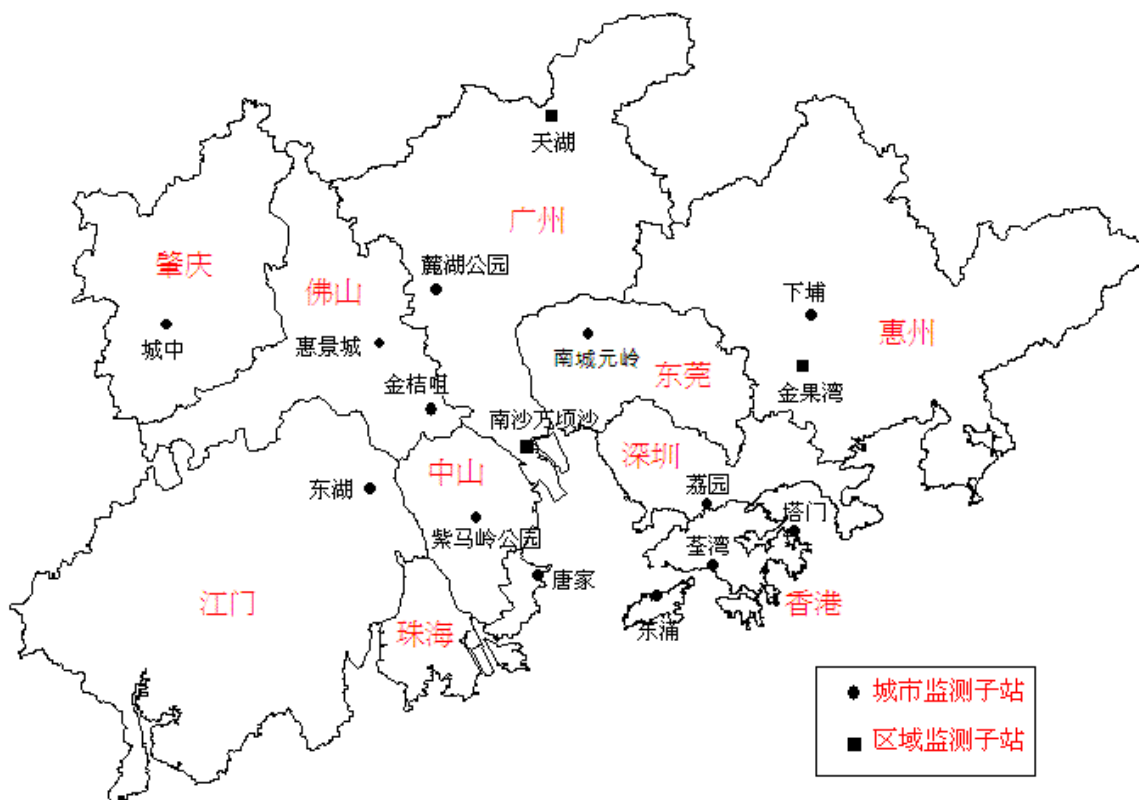 天湖
广州
肇庆
麓湖公园
佛山
下埔
惠州
城中
惠景城
南城元岭
东莞
金桔咀
金果湾
南沙万顷沙
中山
深圳
东湖
荔园
塔门
紫马岭公园
荃湾
唐家
江门
香港
珠海
东涌
城市监测子站
区域监测子站